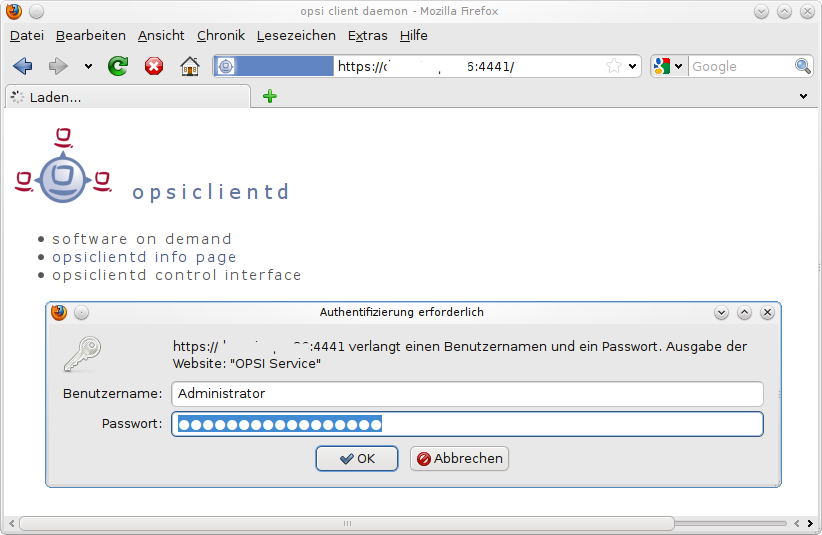 opsi client daemon - Mozilla Firefox
Datei Bearbeiten Ansicht Chronik Lesezeichen Extras Hilfe
https:// 6:4441/ Google
Laden...
opsiclientd
• software on demand
• opsiclientd info page
• opsiclientd control interface
Authentifizierung erforderlich
https:// :4441 verlangt einen Benutzernamen und ein Passwort. Ausgabe der
Website: "OPSI Service"
Benutzername: Administrator
Passwort: ●●●●●●●●●●●●●●●●●
OK Abbrechen